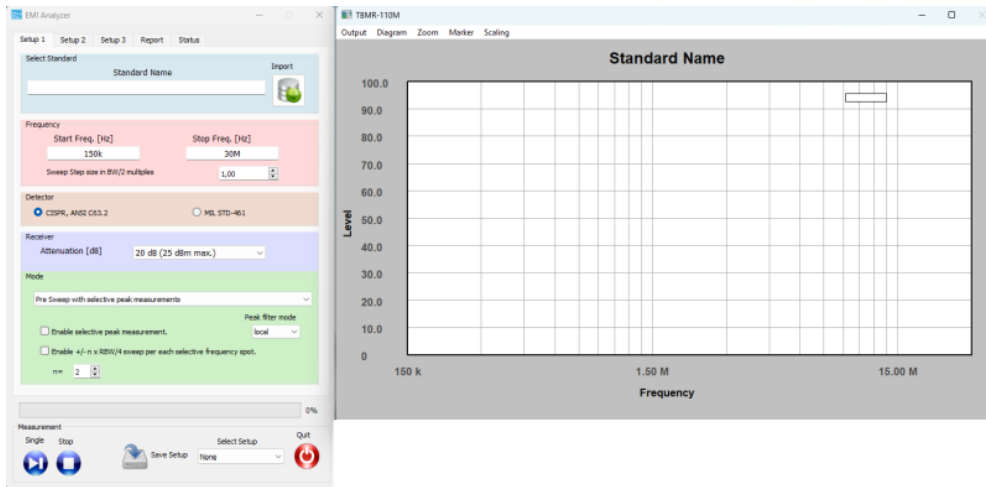 EMI Analyzer
Setup 1 Setup 2 Setup 3 Report Status
Select Standard
Standard Name
Import
Frequency
Start Freq. [Hz] Stop Freq. [Hz]
150k 30M
Sweep Step size in BW/2 multiples 1,00
Detector
CISPR, ANSI C63.2 MIL STD-461
Receiver
Attenuation [dB] 20 dB (25 dBm max.)
Mode
Pre Sweep with selective peak measurements
Peak filter mode
Enable selective peak measurement. local
Enable +/- n x RBW/4 sweep per each selective frequency spot.
n= 2
0%
Measurement
Single Stop Select Setup Quit
Save Setup None
TBMR-110M
Output Diagram Zoom Marker Scaling
Standard Name
100.0
90.0
80.0
70.0
60.0
50.0
40.0
30.0
20.0
10.0
0
Level
150 k 1.50 M 15.00 M
Frequency